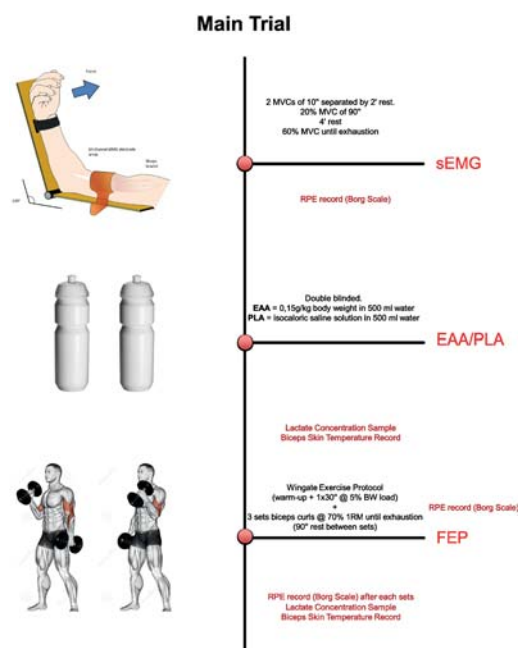 Main Trial
Force
2 MVCs of 10" separated by 2' rest.
20% MVC of 90"
4' rest
60% MVC until exhaustion
sEMG
RPE record (Borg Scale)
Biceps
Double blinded.
EAA = 0,15g/kg body weight in 500 ml water
PLA = isocaloric saline solution in 500 ml water
EAA/PLA
Lactate Concentration Sample
Biceps Skin Temperature Record
Wingate Exercise Protocol
(warm-up + 1x30" @ 5% BW load)
+
3 sets biceps curls @ 70% 1RM until exhaustion
(90" rest between sets)
RPE record (Borg Scale)
FEP
RPE record (Borg Scale) after each sets
Lactate Concentration Sample
Biceps Skin Temperature Record